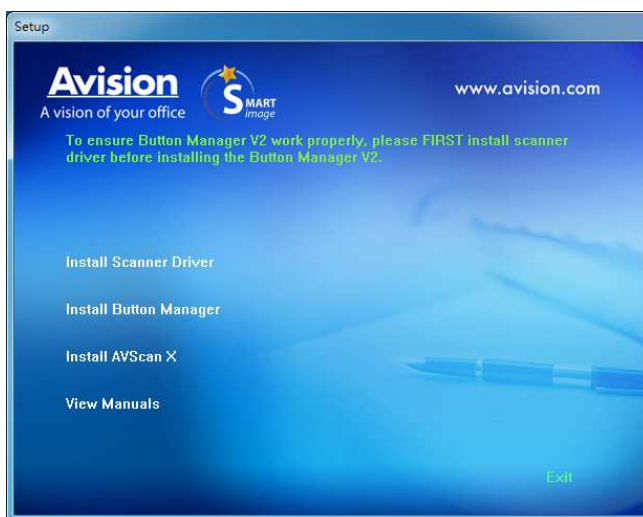 Setup
Avision
A vision of your office
SMART
Image
www.avision.com
To ensure Button Manager V2 work properly, please FIRST install scanner
driver before installing the Button Manager V2.
Install Scanner Driver
Install Button Manager
Install AVScan X
View Manuals
Exit